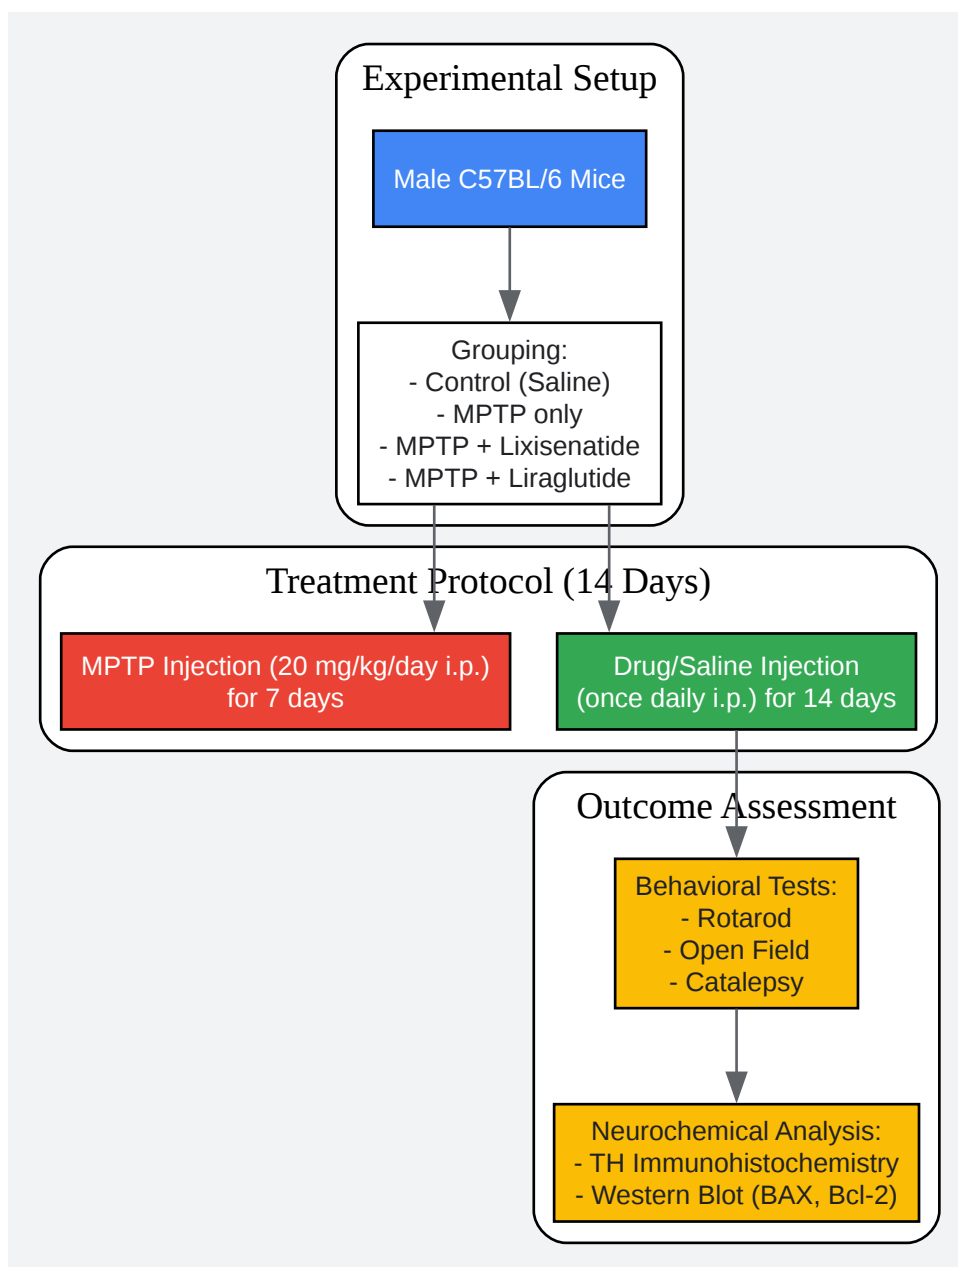 Experimental Setup
Male C57BL/6 Mice
Grouping:
- Control (Saline)
- MPTP only
- MPTP + Lixisenatide
- MPTP + Liraglutide
Treatment Protocol (14 Days)
MPTP Injection (20 mg/kg/day i.p.)
for 7 days
Drug/Saline Injection
(once daily i.p.) for 14 days
Outcome Assessment
Behavioral Tests:
- Rotarod
- Open Field
- Catalepsy
Neurochemical Analysis:
- TH Immunohistochemistry
- Western Blot (BAX, Bcl-2)